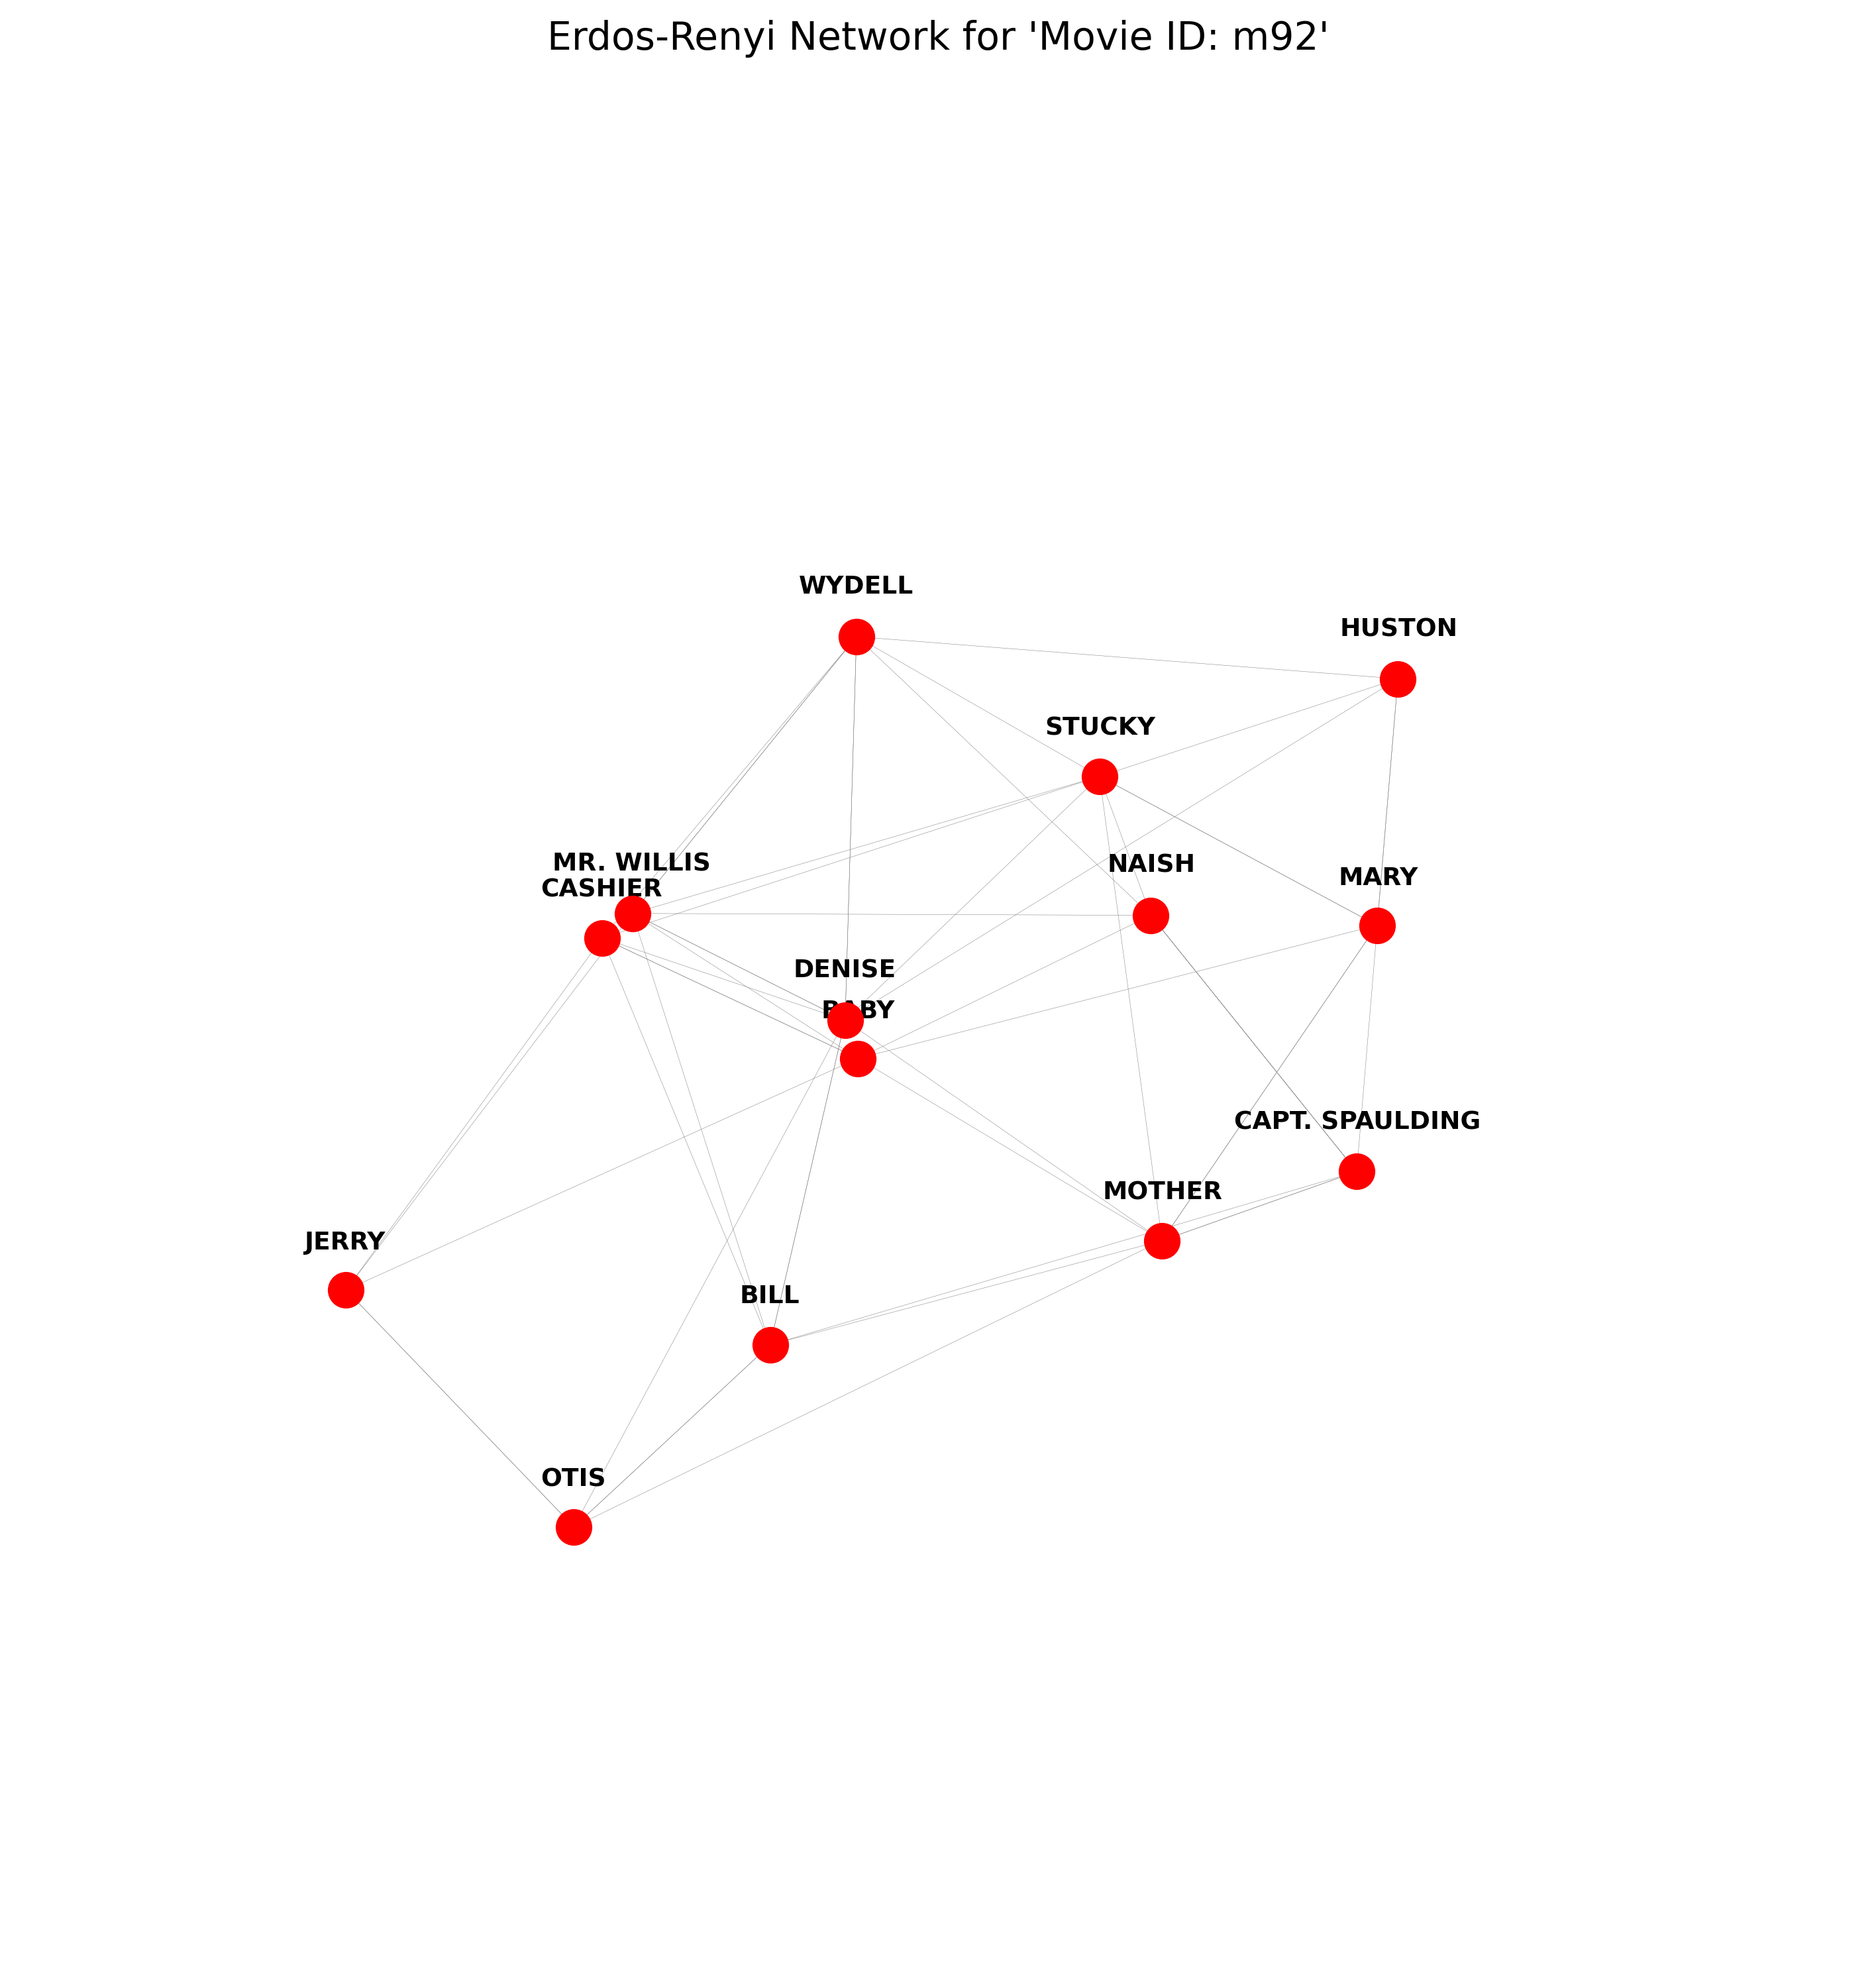 Erdos-Renyi Network for 'Movie ID: m92'
WYDELL
HUSTON
STUCKY
MR. WILLIS
NAISH
MARY
CASHIER
DENISE
BABY
CAPT. SPAULDING
MOTHER
JERRY
BILL
OTIS